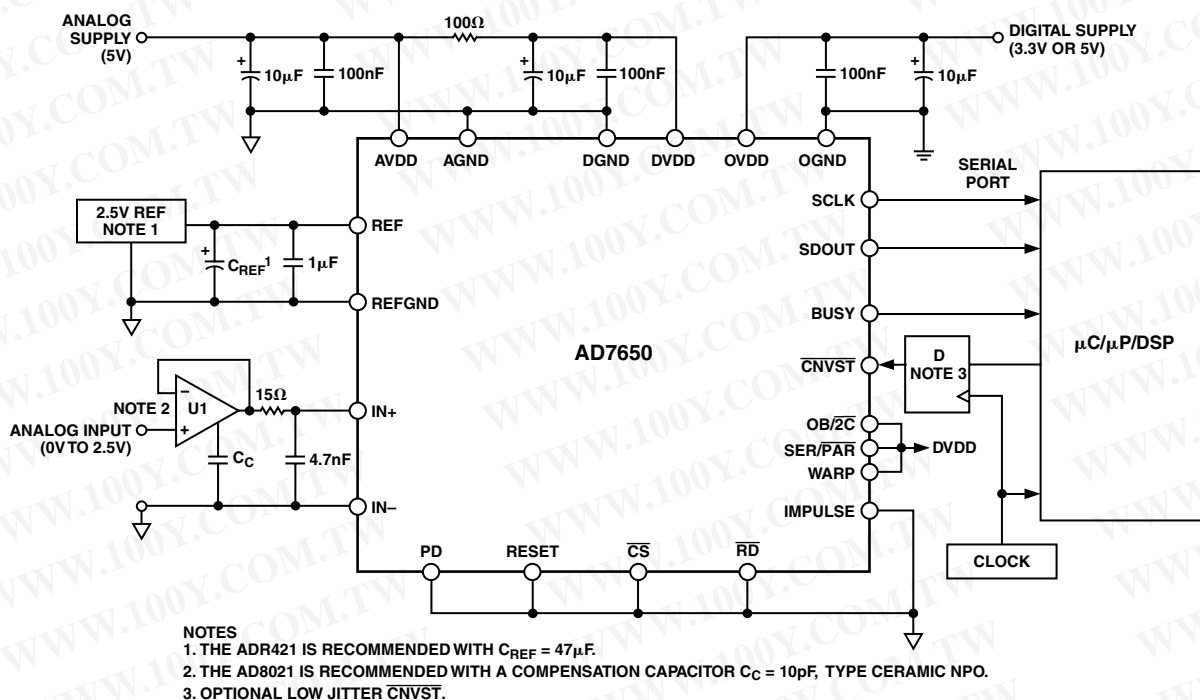 ANALOG
SUPPLY
(5V)
100Ω
DIGITAL SUPPLY
(3.3V OR 5V)
+
10μF
100nF
+
10μF
100nF
100nF
+
10μF
AVDD
AGND
DGND
DVDD
OVDD
OGND
SERIAL
PORT
2.5V REF
NOTE 1
REF
SCLK
+
CREF1
1μF
SDOUT
REFGND
BUSY
AD7650
μC/μP/DSP
CNVST
D
NOTE 3
NOTE 2
−
U1
+
15Ω
IN+
ANALOG INPUT
(0V TO 2.5V)
OB/2C
SER/PAR
DVDD
WARP
CC
4.7nF
IN−
IMPULSE
PD
RESET
CS
RD
CLOCK
NOTES
1. THE ADR421 IS RECOMMENDED WITH CREF = 47μF.
2. THE AD8021 IS RECOMMENDED WITH A COMPENSATION CAPACITOR CC = 10pF, TYPE CERAMIC NPO.
3. OPTIONAL LOW JITTER CNVST.
WWW.100Y.COM.TW